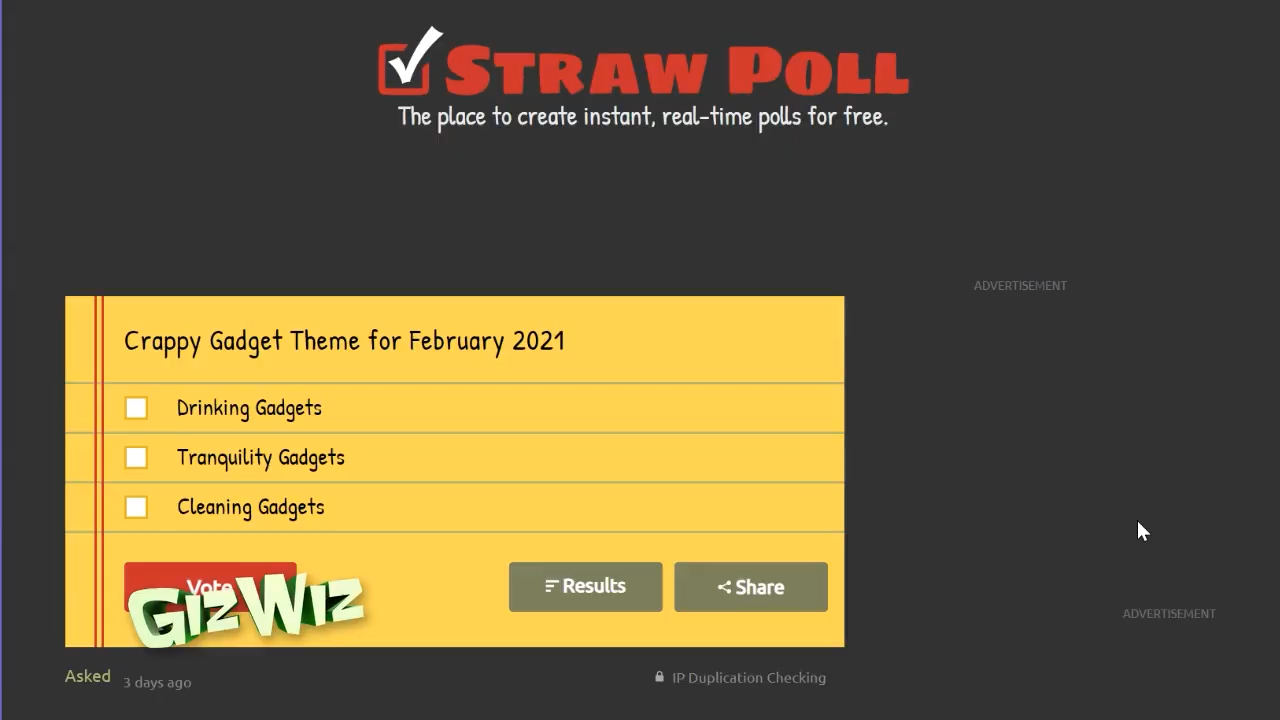 STRAW POLL
The place to create instant, real-time polls for free.
ADVERTISEMENT
Crappy Gadget Theme for February 2021
Drinking Gadgets
Tranquility Gadgets
Cleaning Gadgets
Vote
Results
Share
GIZWIZ
ADVERTISEMENT
Asked
3 days ago
IP Duplication Checking